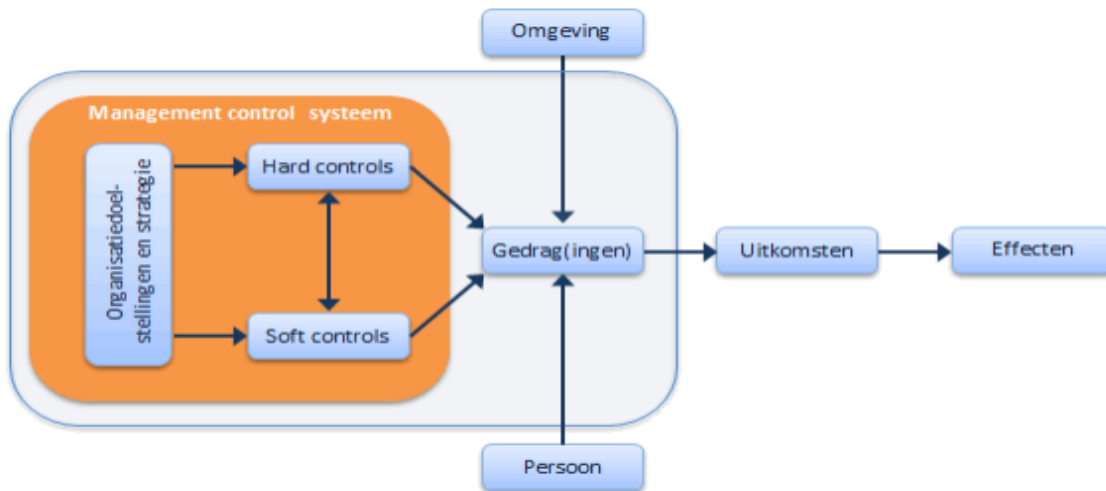 Omgeving
Management control systeem
Organisatiedoel-
stellingen en strategie
Hard controls
Gedrag(ingen)
Uitkomsten
Effecten
Soft controls
Persoon